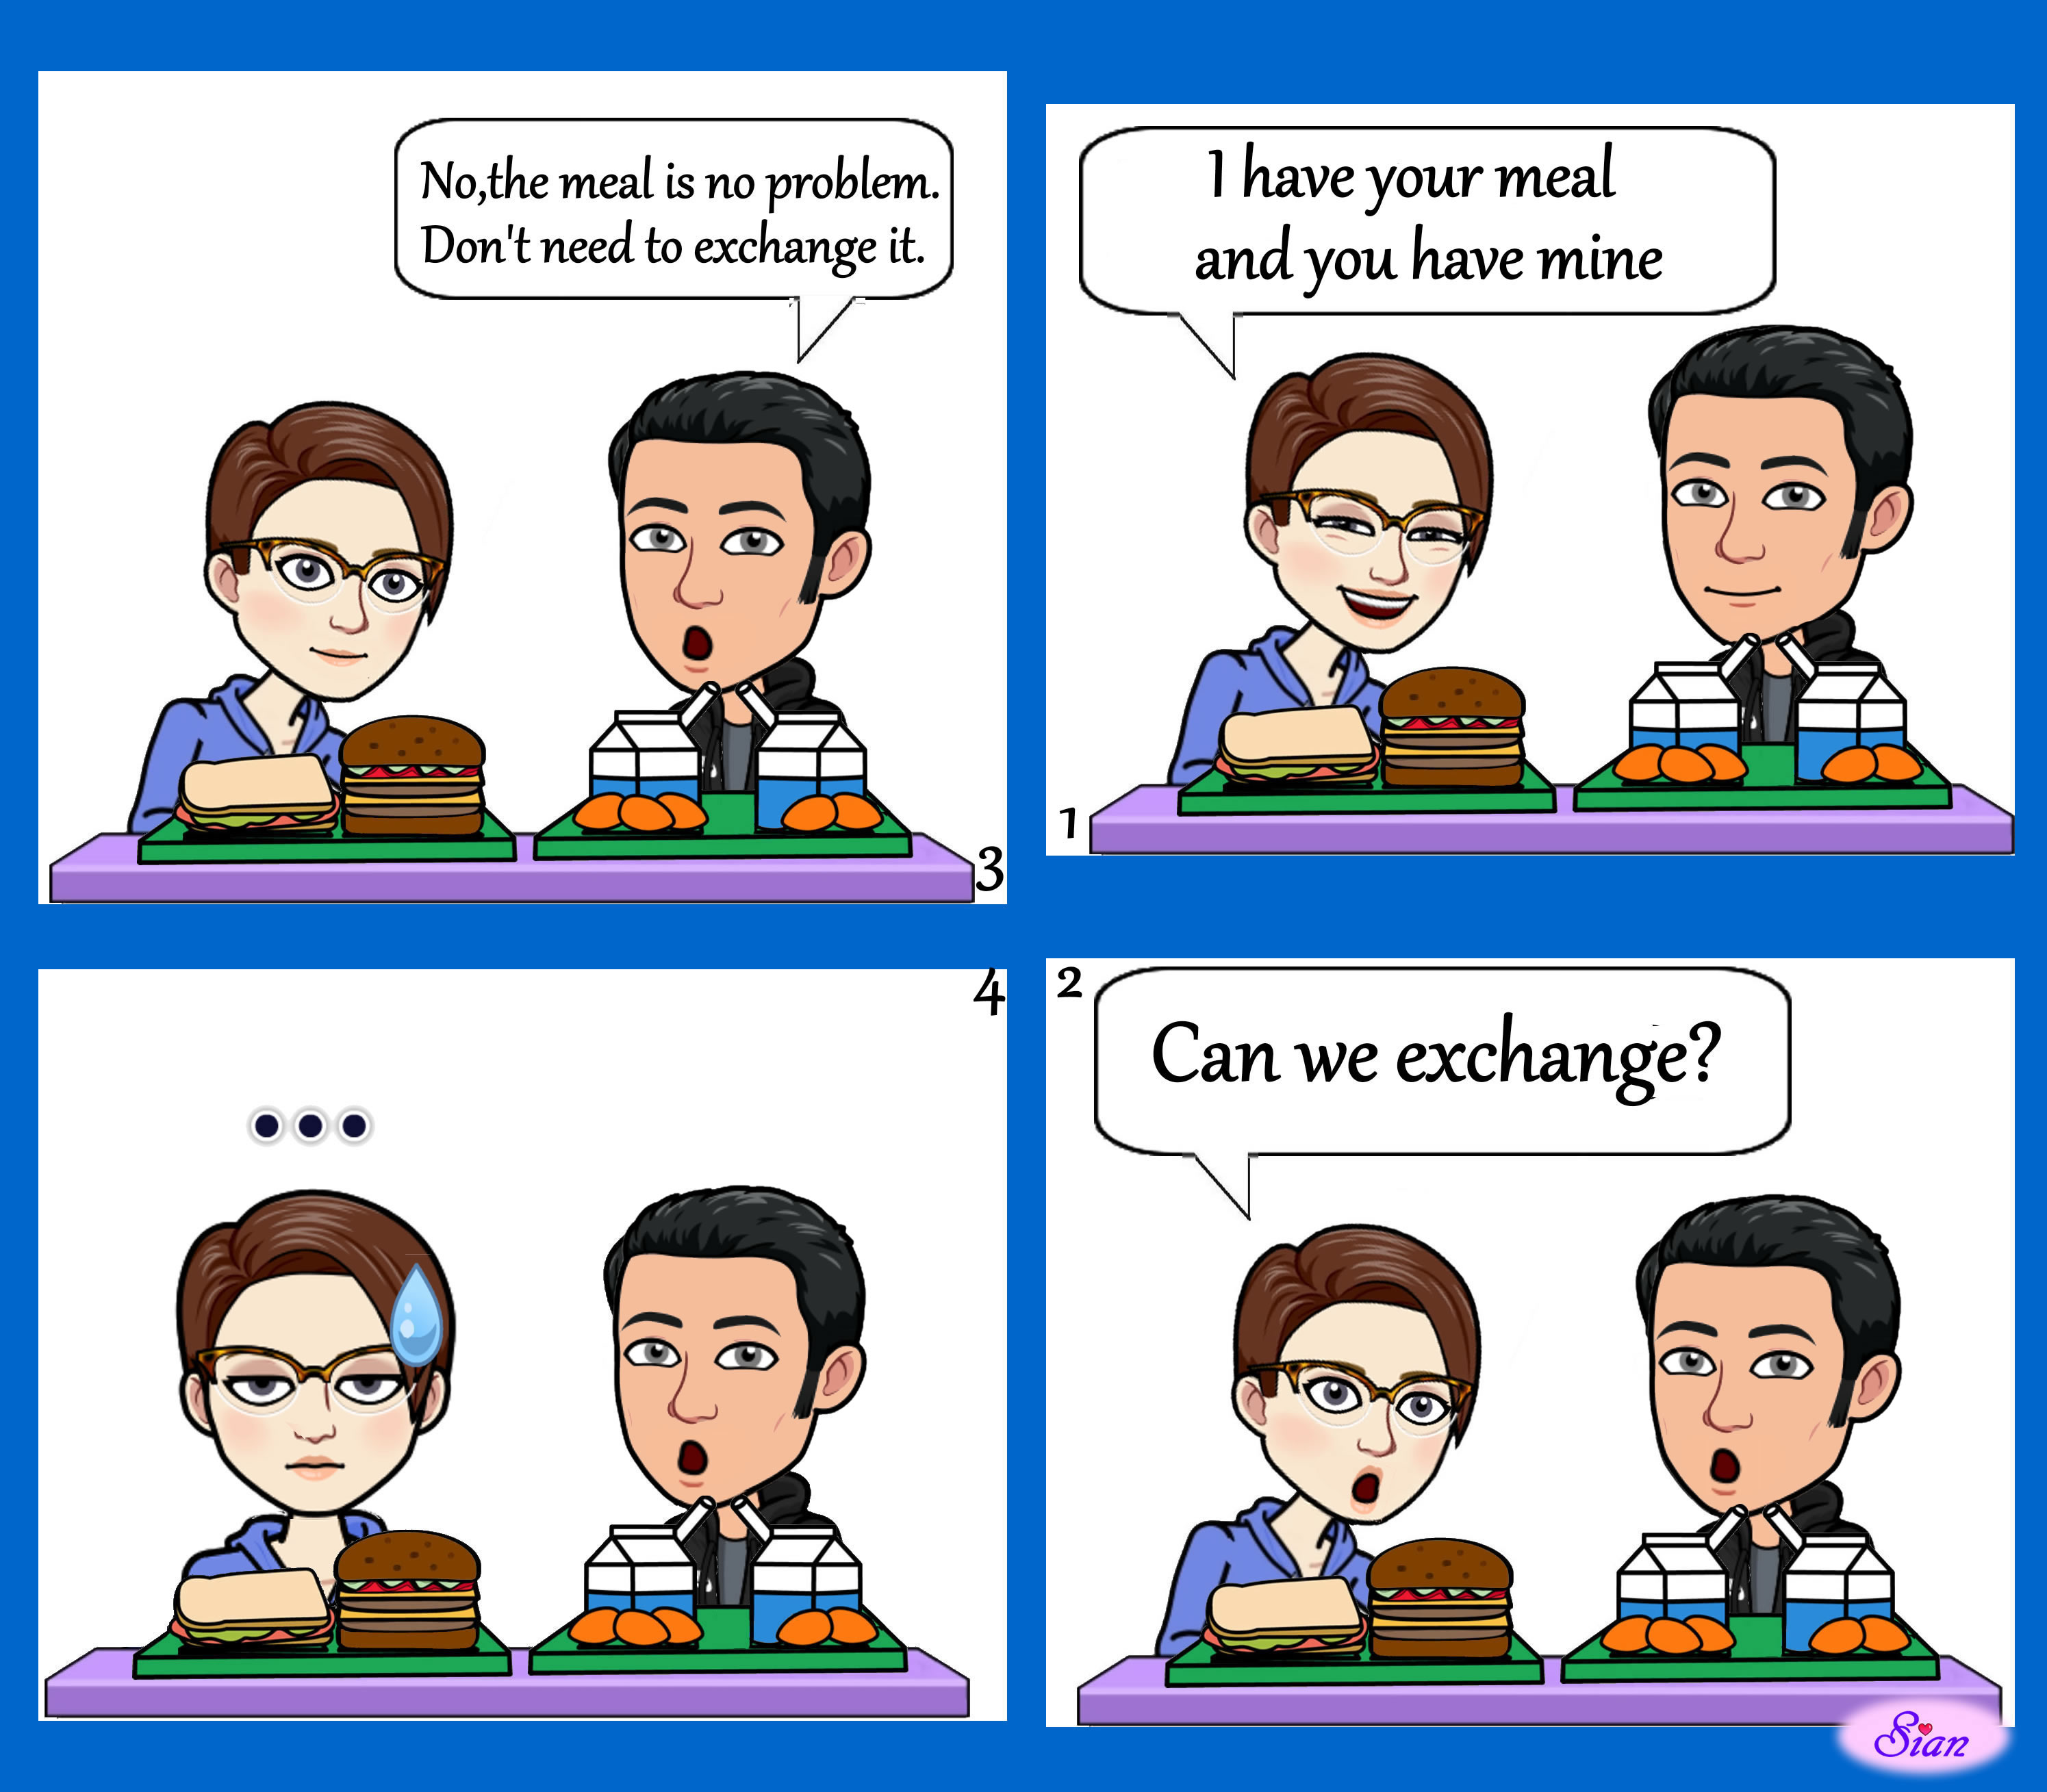 I have your meal
and you have mine
1
2
Can we exchange?
No,the meal is no problem.
Don't need to exchange it.
3
4
Sian